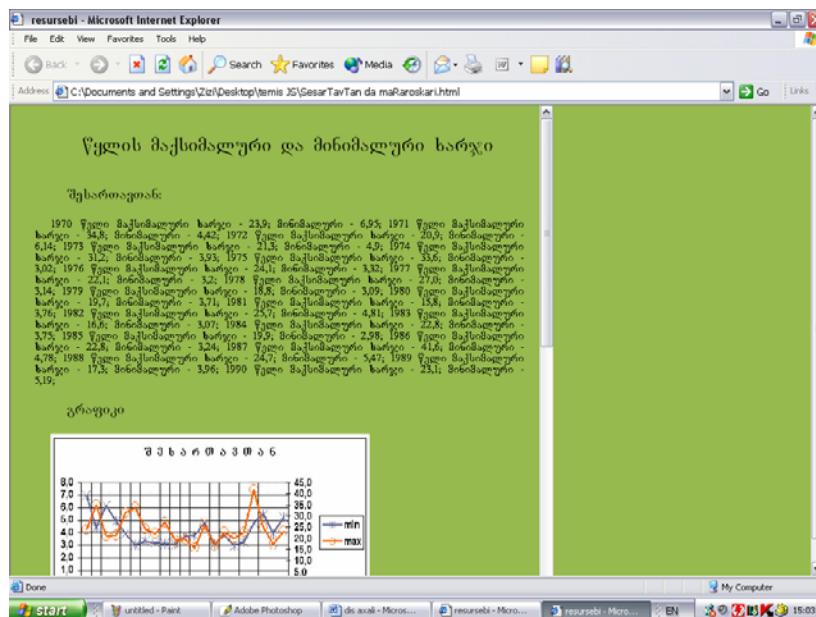 resursebi - Microsoft Internet Explorer
File Edit View Favorites Tools Help
Back Search Favorites Media
Address C:\Documents and Settings\Zizi\Desktop\temis JS\SesarTavTan da maRaroskari.html Go Links
წყლის მაქსიმალური და მინიმალური ხარჯი
შესართავთან:
1970 წელი მაქსიმალური ხარჯი - 23,9; მინიმალური - 6,95; 1971 წელი მაქსიმალური
ხარჯი - 34,8; მინიმალური - 4,42; 1972 წელი მაქსიმალური ხარჯი - 20,9; მინიმალური -
6,14; 1973 წელი მაქსიმალური ხარჯი - 21,3; მინიმალური - 4,9; 1974 წელი მაქსიმალური
ხარჯი - 31,2; მინიმალური - 3,93; 1975 წელი მაქსიმალური ხარჯი - 33,6; მინიმალური -
3,02; 1976 წელი მაქსიმალური ხარჯი - 24,1; მინიმალური - 3,32; 1977 წელი მაქსიმალური
ხარჯი - 22,1; მინიმალური - 3,2; 1978 წელი მაქსიმალური ხარჯი - 27,0; მინიმალური -
3,14; 1979 წელი მაქსიმალური ხარჯი - 18,8; მინიმალური - 3,09; 1980 წელი მაქსიმალური
ხარჯი - 19,7; მინიმალური - 3,71; 1981 წელი მაქსიმალური ხარჯი - 15,8; მინიმალური -
3,76; 1982 წელი მაქსიმალური ხარჯი - 25,7; მინიმალური - 4,81; 1983 წელი მაქსიმალური
ხარჯი - 16,6; მინიმალური - 3,07; 1984 წელი მაქსიმალური ხარჯი - 22,8; მინიმალური -
3,75; 1985 წელი მაქსიმალური ხარჯი - 19,9; მინიმალური - 2,98; 1986 წელი მაქსიმალური
ხარჯი - 22,8; მინიმალური - 3,24; 1987 წელი მაქსიმალური ხარჯი - 41,6; მინიმალური -
4,78; 1988 წელი მაქსიმალური ხარჯი - 24,7; მინიმალური - 5,47; 1989 წელი მაქსიმალური
ხარჯი - 17,3; მინიმალური - 3,96; 1990 წელი მაქსიმალური ხარჯი - 23,1; მინიმალური -
5,19;
გრაფიკი
შესართავთან
8,0 45,0
7,0 40,0
6,0 35,0
5,0 30,0
4,0 25,0
3,0 20,0
2,0 15,0
1,0 10,0
5,0
min
max
Done My Computer
start untitled - Paint Adobe Photoshop dis axali - Micros... resursebi - Micro... resursebi - Micro... EN 15:03